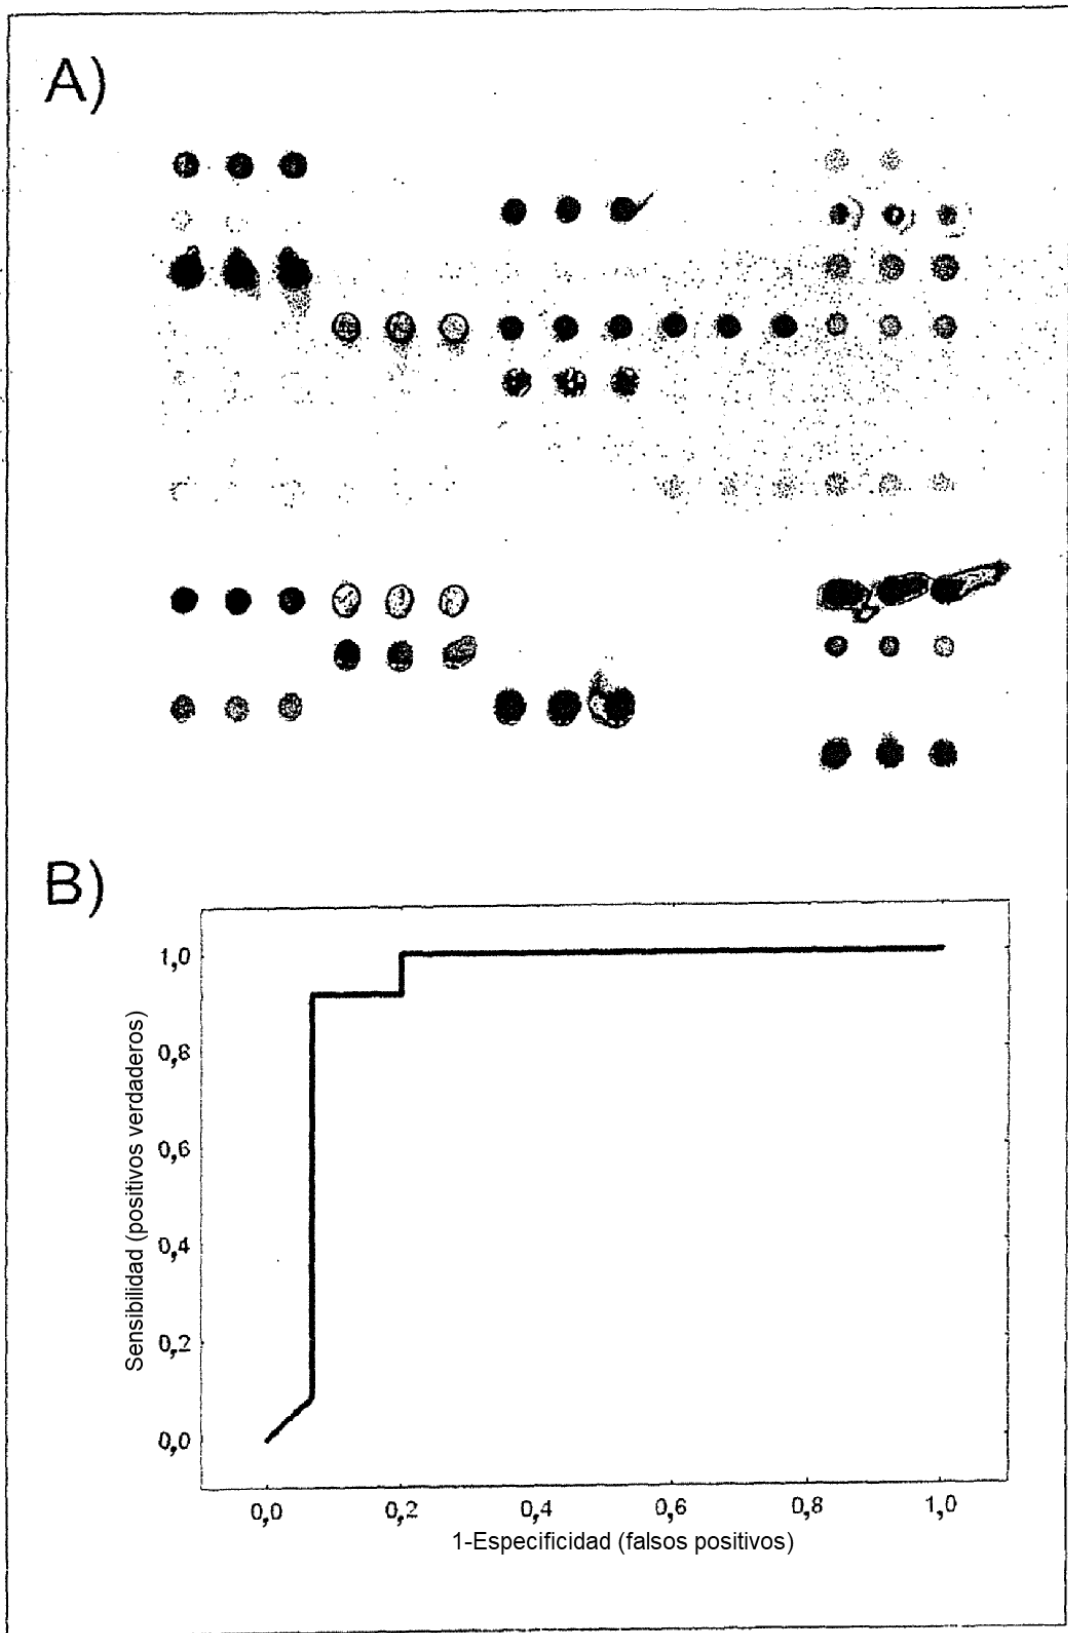 A)
B)
Sensibilidad (positivos verdaderos)
1,0
0,8
0,6
0,4
0,2
0,0
0,0 0,2 0,4 0,6 0,8 1,0
1-Especificidad (falsos positivos)